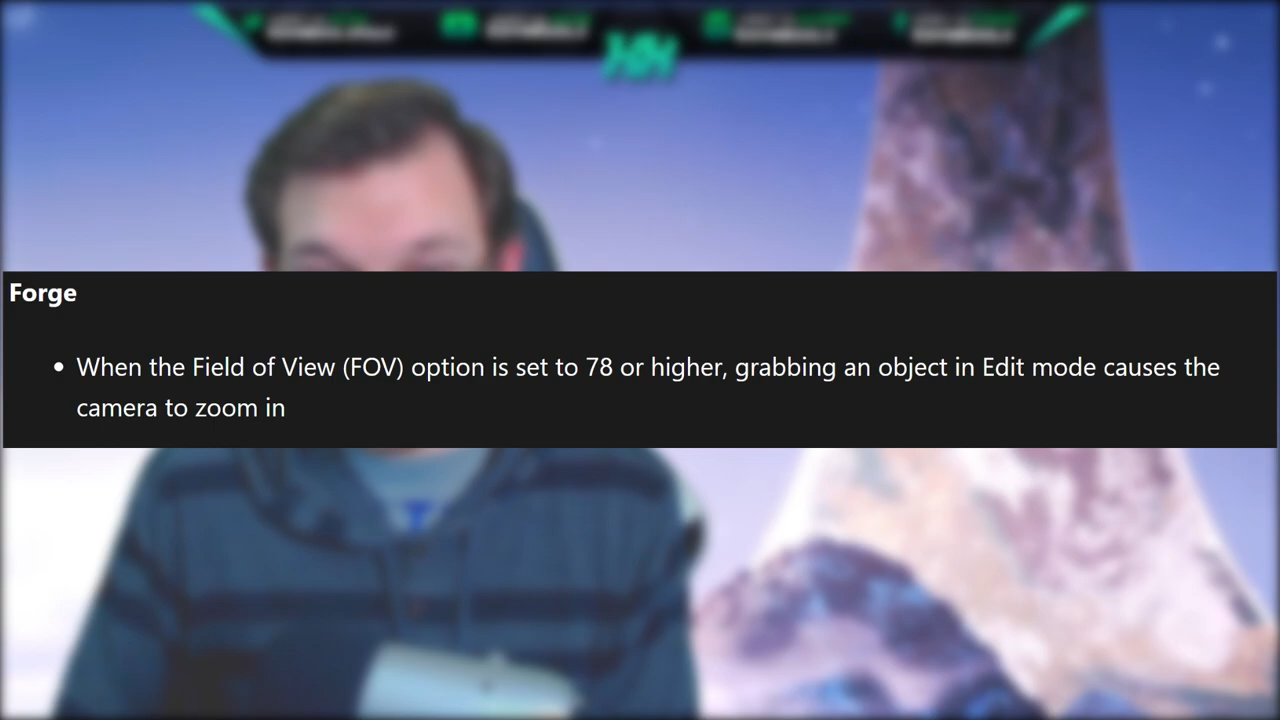 HH
Forge
• When the Field of View (FOV) option is set to 78 or higher, grabbing an object in Edit mode causes the
camera to zoom in